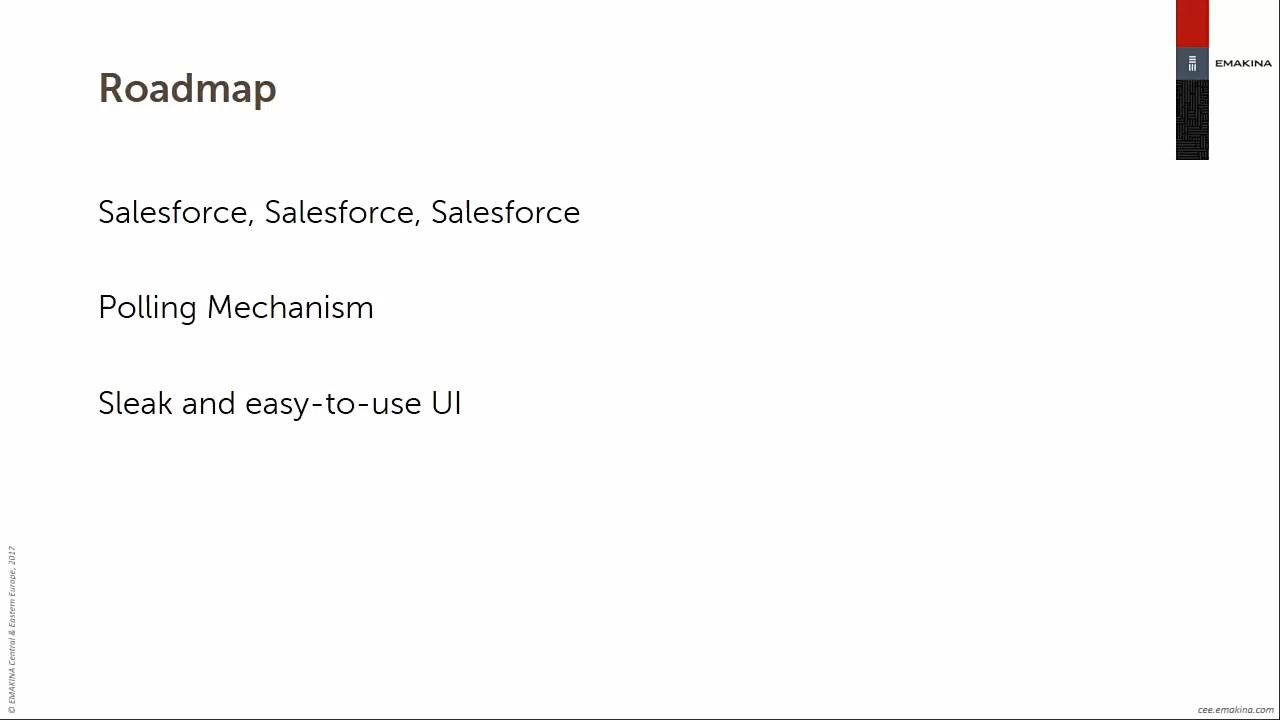 Roadmap
EMAKINA
Salesforce, Salesforce, Salesforce
Polling Mechanism
Sleak and easy-to-use UI
© EMAKINA Central & Eastern Europe, 2017
cee.emakina.com